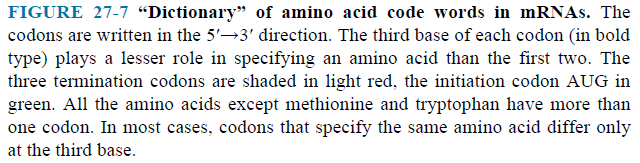 FIGURE 27-7 “Dictionary” of amino acid code words in mRNAs. The
codons are written in the 5′→3′ direction. The third base of each codon (in bold
type) plays a lesser role in specifying an amino acid than the first two. The
three termination codons are shaded in light red, the initiation codon AUG in
green. All the amino acids except methionine and tryptophan have more than
one codon. In most cases, codons that specify the same amino acid differ only
at the third base.